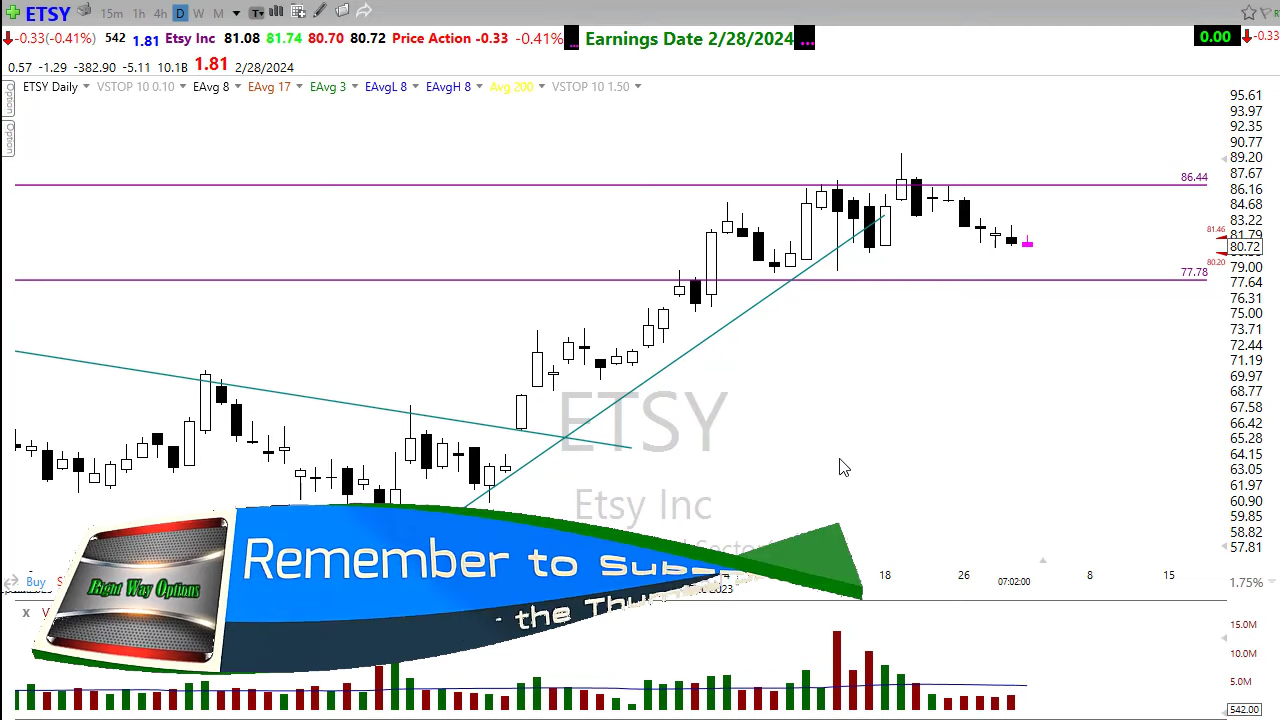 ETSY 15m 1h 4h D W M
-0.33(-0.41%) 542 1.81 Etsy Inc 81.08 81.74 80.70 80.72 Price Action -0.33 -0.41% ... Earnings Date 2/28/2024 ... 0.00 -0.33
0.57 -1.29 -382.90 -5.11 10.1B 1.81 2/28/2024
ETSY Daily VSTOP 10 0.10 EAvg 8 EAvg 17 EAvg 3 EAvgL 8 EAvgH 8 Avg 200 VSTOP 10 1.50
Option
Option
95.61
93.97
92.35
90.77
89.20
87.67
86.44
86.16
84.68
83.22
81.46
81.79
80.72
80.20
79.00
77.78
77.64
76.31
75.00
73.71
72.44
71.19
69.97
68.77
67.58
66.42
65.28
64.15
63.05
61.97
60.90
59.85
58.82
57.81
ETSY
Etsy Inc
Remember to
the
Right Way Options
Buy
18 26 07:02:00 8 15 1.75%
X V
15.0M
10.0M
5.0M
542.00